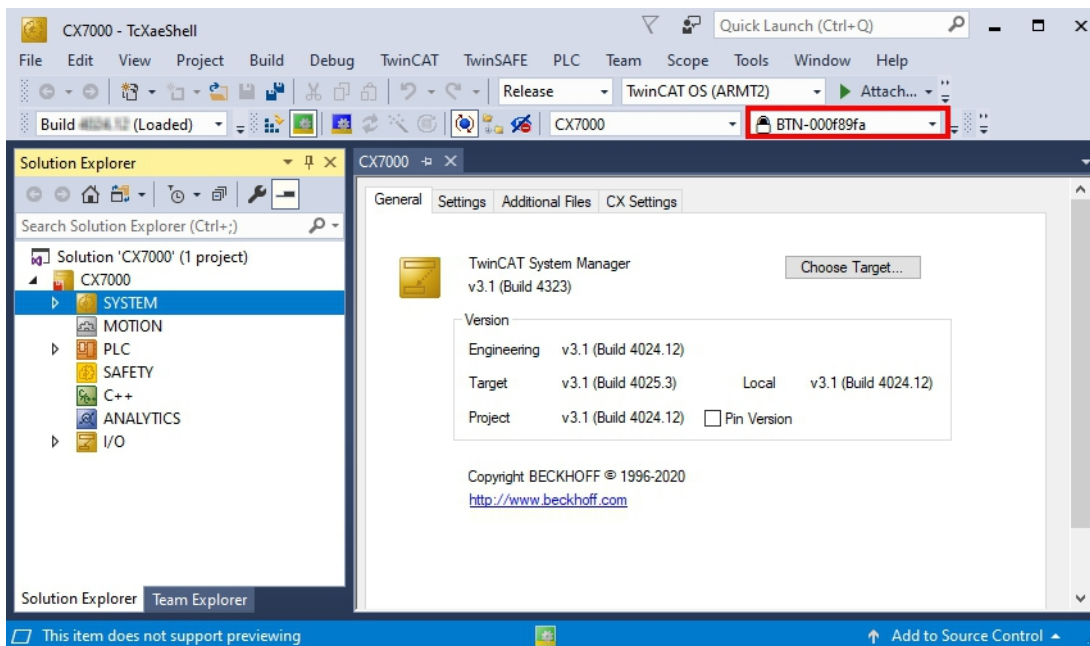 CX7000 - TcXaeShell
Quick Launch (Ctrl+Q)
File Edit View Project Build Debug TwinCAT TwinSAFE PLC Team Scope Tools Window Help
Release TwinCAT OS (ARMT2) Attach...
Build (Loaded) CX7000 BTN-000f89fa
Solution Explorer
CX7000
Search Solution Explorer (Ctrl+;)
Solution 'CX7000' (1 project)
CX7000
SYSTEM
MOTION
PLC
SAFETY
C++
ANALYTICS
I/O
Solution Explorer Team Explorer
General Settings Additional Files CX Settings
TwinCAT System Manager
v3.1 (Build 4323)
Choose Target...
Version
Engineering v3.1 (Build 4024.12)
Target v3.1 (Build 4025.3) Local v3.1 (Build 4024.12)
Project v3.1 (Build 4024.12) Pin Version
Copyright BECKHOFF © 1996-2020
http://www.beckhoff.com
This item does not support previewing
Add to Source Control